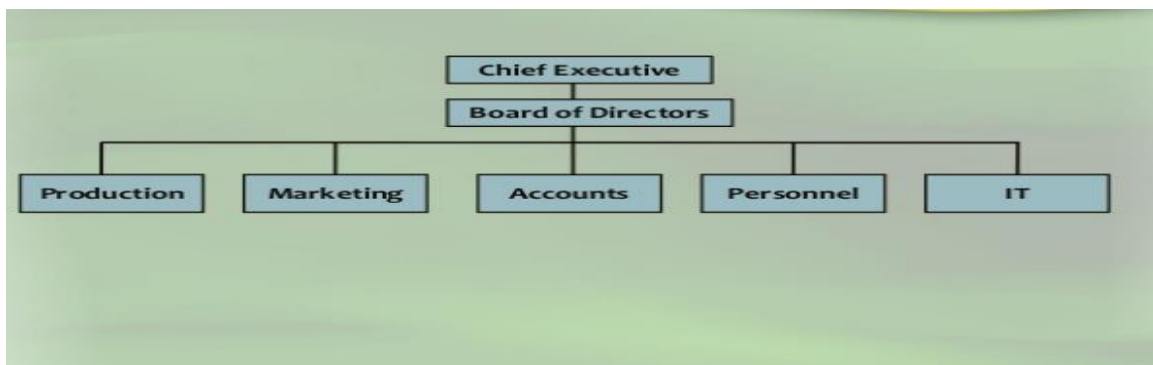 Chief Executive
Board of Directors
Production
Marketing
Accounts
Personnel
IT